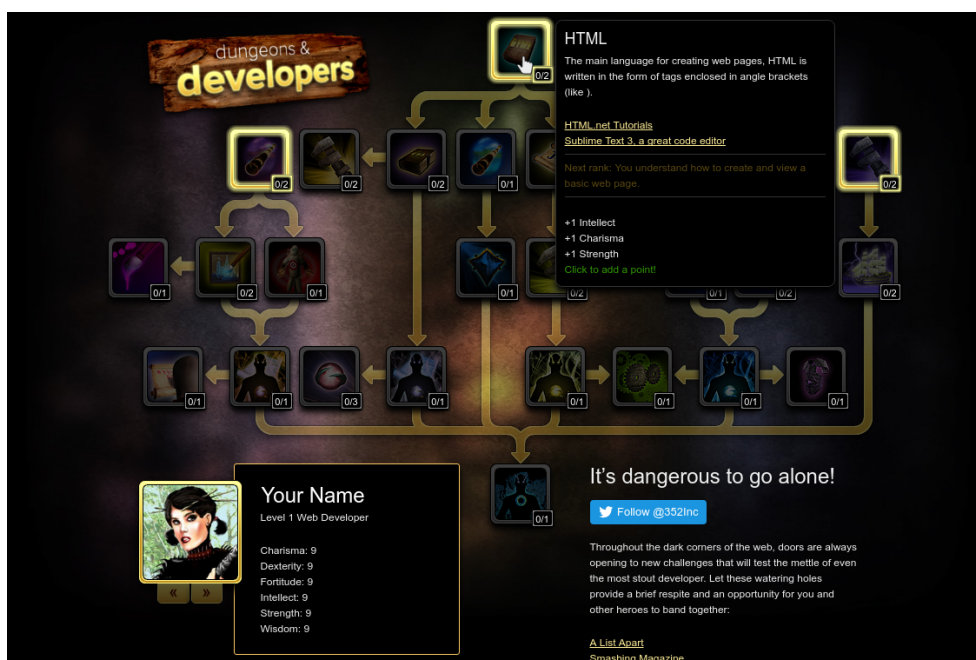 dungeons &
developers
0/2
HTML
The main language for creating web pages, HTML is
written in the form of tags enclosed in angle brackets
(like ).
HTML.net Tutorials
Sublime Text 3, a great code editor
Next rank: You understand how to create and view a
basic web page.
+1 Intellect
+1 Charisma
+1 Strength
Click to add a point!
0/2
0/2
0/2
0/1
0/2
0/1
0/2
0/1
0/1
0/2
0/1
0/2
0/2
0/1
0/1
0/3
0/1
0/1
0/1
0/1
0/1
0/1
Your Name
Level 1 Web Developer
Charisma: 9
Dexterity: 9
Fortitude: 9
Intellect: 9
Strength: 9
Wisdom: 9
«
»
It’s dangerous to go alone!
Follow @352Inc
Throughout the dark corners of the web, doors are always
opening to new challenges that will test the mettle of even
the most stout developer. Let these watering holes
provide a brief respite and an opportunity for you and
other heroes to band together:
A List Apart
Smashing Magazine